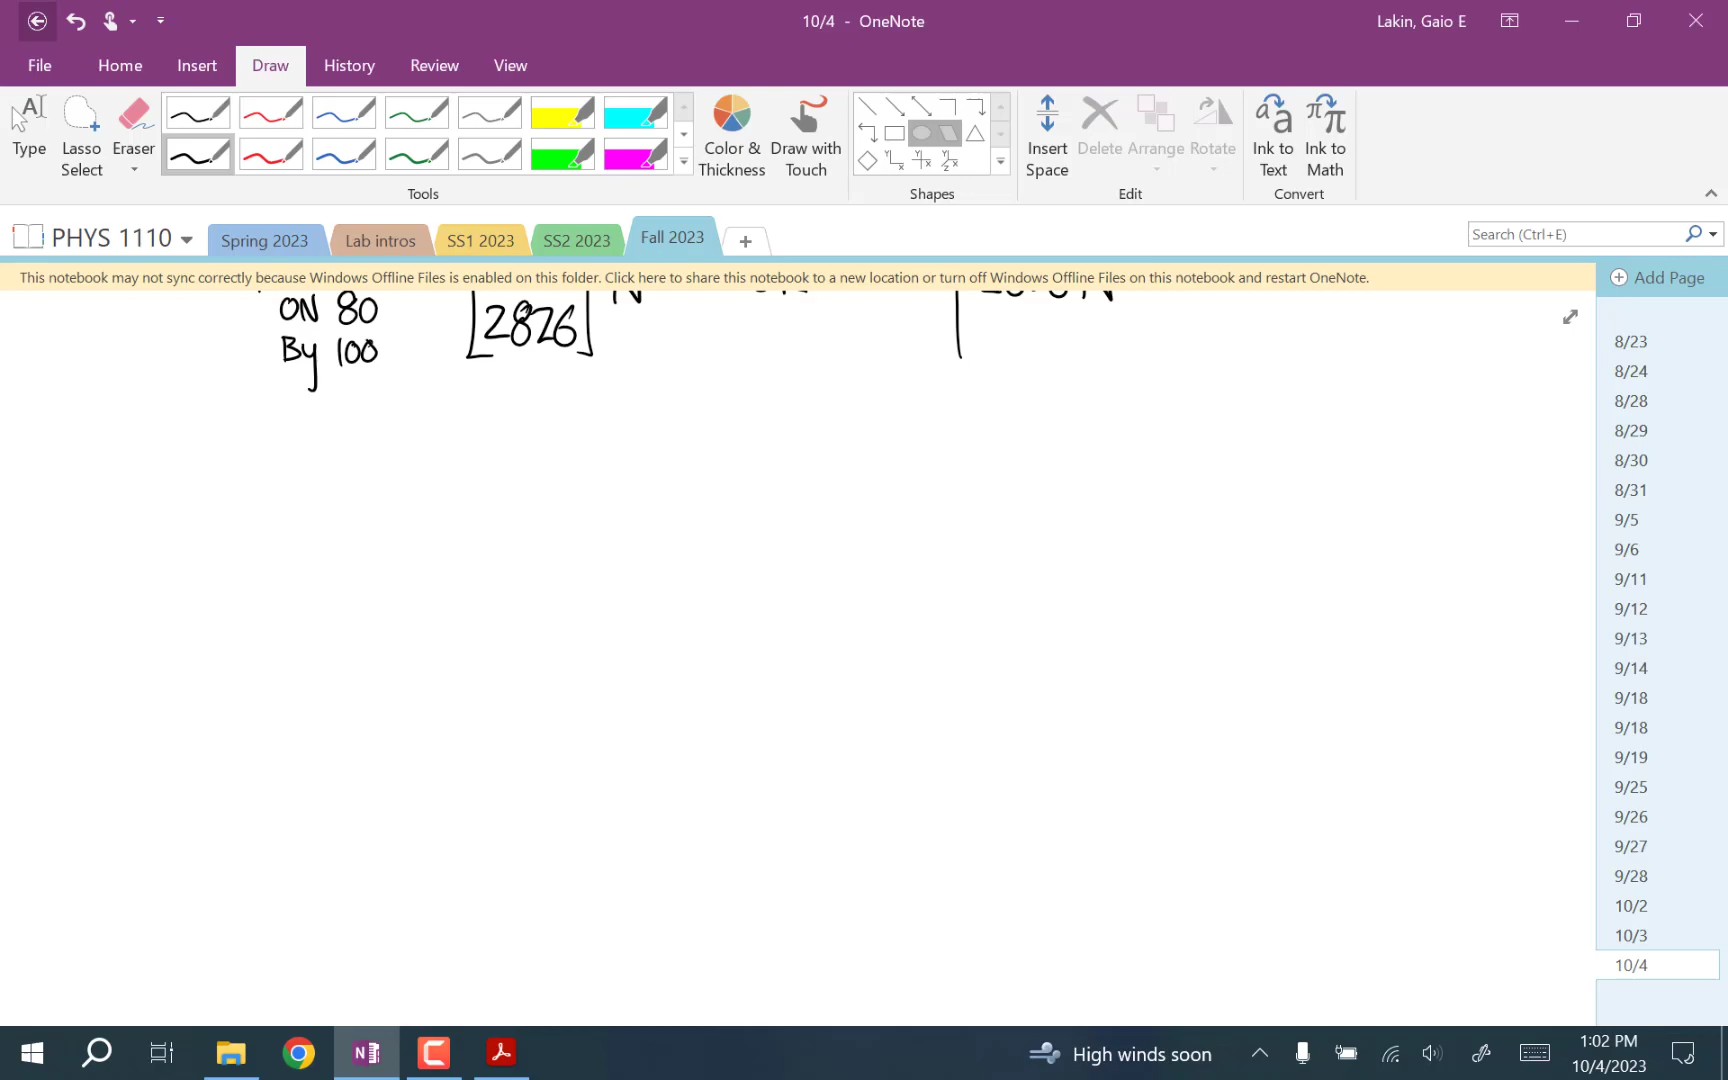 10/4 - OneNote
Lakin, Gaio E
File Home Insert Draw History Review View
Type
Lasso Select
Eraser
Color & Thickness
Draw with Touch
Insert Space
Delete
Arrange
Rotate
Ink to Text
Ink to Math
Tools
Shapes
Edit
Convert
PHYS 1110
Spring 2023
Lab intros
SS1 2023
SS2 2023
Fall 2023
Search (Ctrl+E)
This notebook may not sync correctly because Windows Offline Files is enabled on this folder. Click here to share this notebook to a new location or turn off Windows Offline Files on this notebook and restart OneNote.
Add Page
ON 80
By 100
2826
N
8/23
8/24
8/28
8/29
8/30
8/31
9/5
9/6
9/11
9/12
9/13
9/14
9/18
9/18
9/19
9/25
9/26
9/27
9/28
10/2
10/3
10/4
High winds soon
1:02 PM
10/4/2023